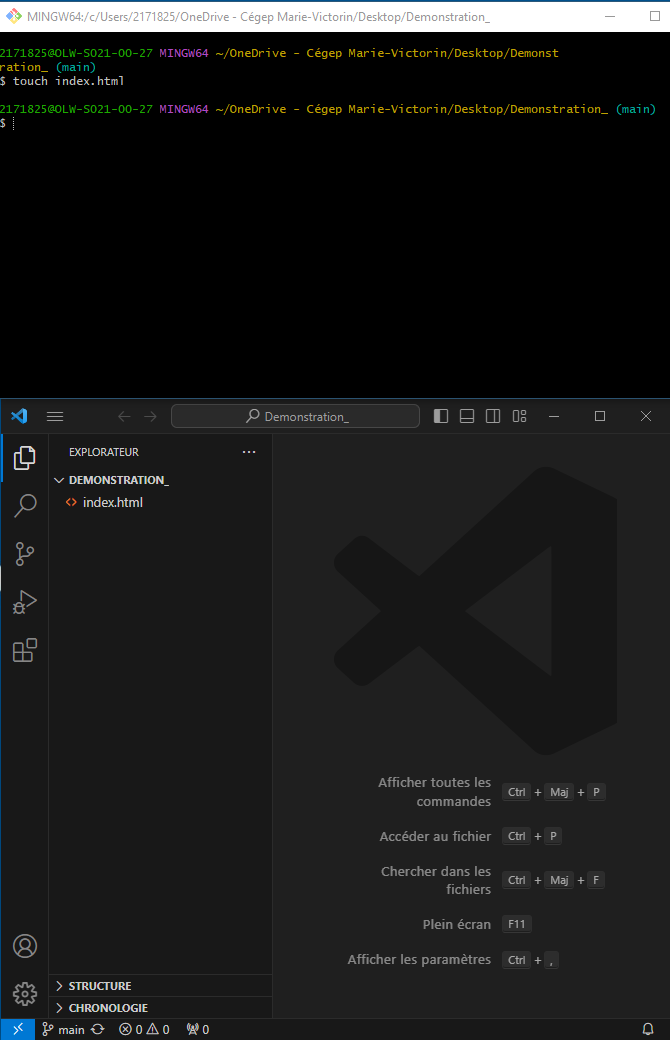 MINGW64:/c/Users/2171825/OneDrive - Cégep Marie-Victorin/Desktop/Demonstration_
2171825@OLW-S021-00-27 MINGW64 ~/OneDrive - Cégep Marie-Victorin/Desktop/Demonst
ration_ (main)
$ touch index.html
2171825@OLW-S021-00-27 MINGW64 ~/OneDrive - Cégep Marie-Victorin/Desktop/Demonstration_ (main)
$
Demonstration_
EXPLORATEUR
DEMONSTRATION_
<> index.html
Afficher toutes les
commandes Ctrl + Maj + P
Accéder au fichier Ctrl + P
Chercher dans les
fichiers Ctrl + Maj + F
Plein écran F11
Afficher les paramètres Ctrl + ,
STRUCTURE
CHRONOLOGIE
main 0 0 0